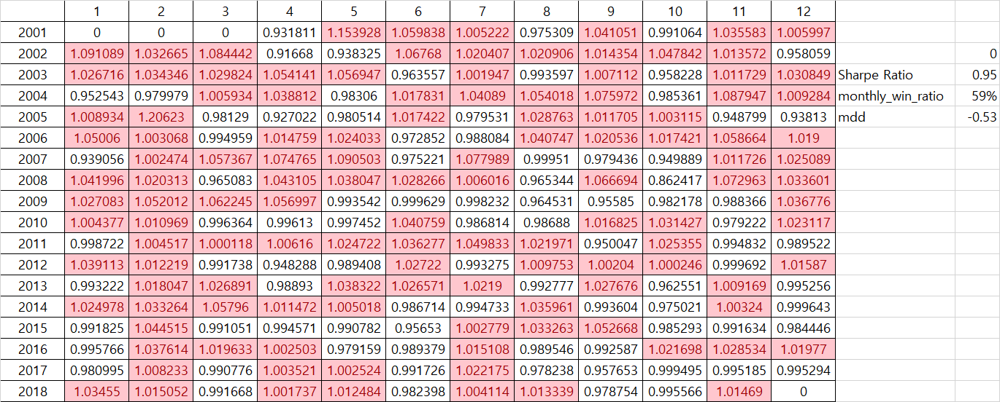 1 2 3 4 5 6 7 8 9 10 11 12
2001 0 0 0 0.931811 1.153928 1.059838 1.005222 0.975309 1.041051 0.991064 1.035583 1.005997
2002 1.091089 1.032665 1.084442 0.91668 0.938325 1.06768 1.020407 1.020906 1.014354 1.047842 1.013572 0.958059 0
2003 1.026716 1.034346 1.029824 1.054141 1.056947 0.963557 1.001947 0.993597 1.007112 0.958228 1.011729 1.030849 Sharpe Ratio 0.95
2004 0.952543 0.979979 1.005934 1.038812 0.98306 1.017831 1.04089 1.054018 1.075972 0.985361 1.087947 1.009284 monthly_win_ratio 59%
2005 1.008934 1.20623 0.98129 0.927022 0.980514 1.017422 0.979531 1.028763 1.011705 1.003115 0.948799 0.93813 mdd -0.53
2006 1.05006 1.003068 0.994959 1.014759 1.024033 0.972852 0.988084 1.040747 1.020536 1.017421 1.058664 1.019
2007 0.939056 1.002474 1.057367 1.074765 1.090503 0.975221 1.077989 0.99951 0.979436 0.949889 1.011726 1.025089
2008 1.041996 1.020313 0.965083 1.043105 1.038047 1.028266 1.006016 0.965344 1.066694 0.862417 1.072963 1.033601
2009 1.027083 1.052012 1.062245 1.056997 0.993542 0.999629 0.998232 0.964531 0.95585 0.982178 0.988366 1.036776
2010 1.004377 1.010969 0.996364 0.99613 0.997452 1.040759 0.986814 0.98688 1.016825 1.031427 0.979222 1.023117
2011 0.998722 1.004517 1.000118 1.00616 1.024722 1.036277 1.049833 1.021971 0.950047 1.025355 0.994832 0.989522
2012 1.039113 1.012219 0.991738 0.948288 0.989408 1.02722 0.993275 1.009753 1.00204 1.000246 0.999692 1.01587
2013 0.993222 1.018047 1.026891 0.98893 1.038322 1.026571 1.0219 0.992777 1.027676 0.962551 1.009169 0.995256
2014 1.024978 1.033264 1.05796 1.011472 1.005018 0.986714 0.994733 1.035961 0.993604 0.975021 1.00324 0.999643
2015 0.991825 1.044515 0.991051 0.994571 0.990782 0.95653 1.002779 1.033263 1.052668 0.985293 0.991634 0.984446
2016 0.995766 1.037614 1.019633 1.002503 0.979159 0.989379 1.015108 0.989546 0.992587 1.021698 1.028534 1.01977
2017 0.980995 1.008233 0.990776 1.003521 1.002524 0.991726 1.022175 0.978238 0.957653 0.999495 0.995185 0.995294
2018 1.03455 1.015052 0.991668 1.001737 1.012484 0.982398 1.004114 1.013339 0.978754 0.995566 1.01469 0